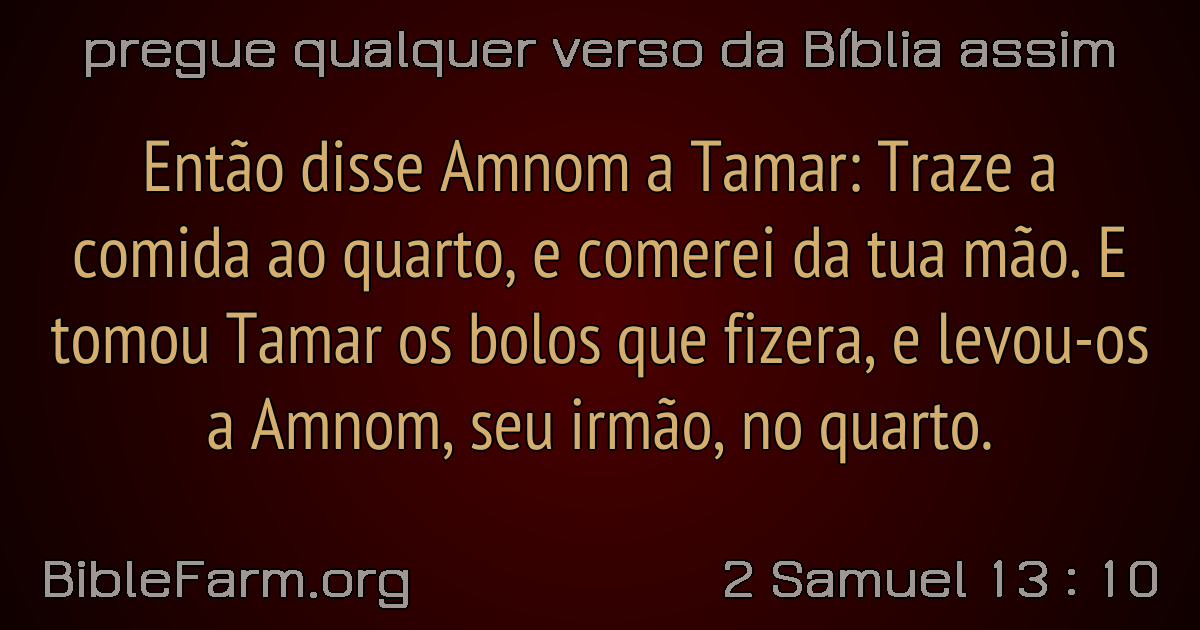 pregue qualquer verso da Bíblia assim
Então disse Amnom a Tamar: Traze a
comida ao quarto, e comerei da tua mão. E
tomou Tamar os bolos que fizera, e levou-os
a Amnom, seu irmão, no quarto.
BibleFarm.org
2 Samuel 13 : 10